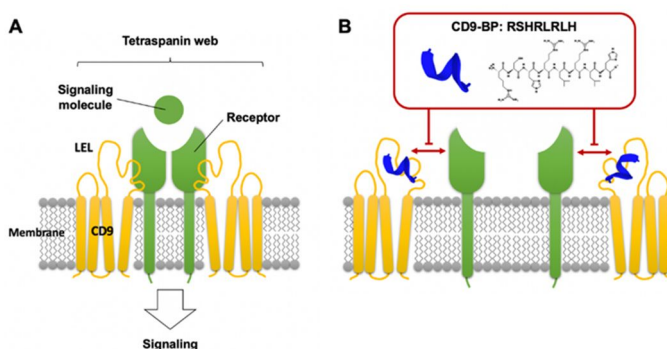 A
Tetraspanin web
Signaling
molecule
Receptor
LEL
Membrane
CD9
Signaling
B
CD9-BP: RSHRLRLH